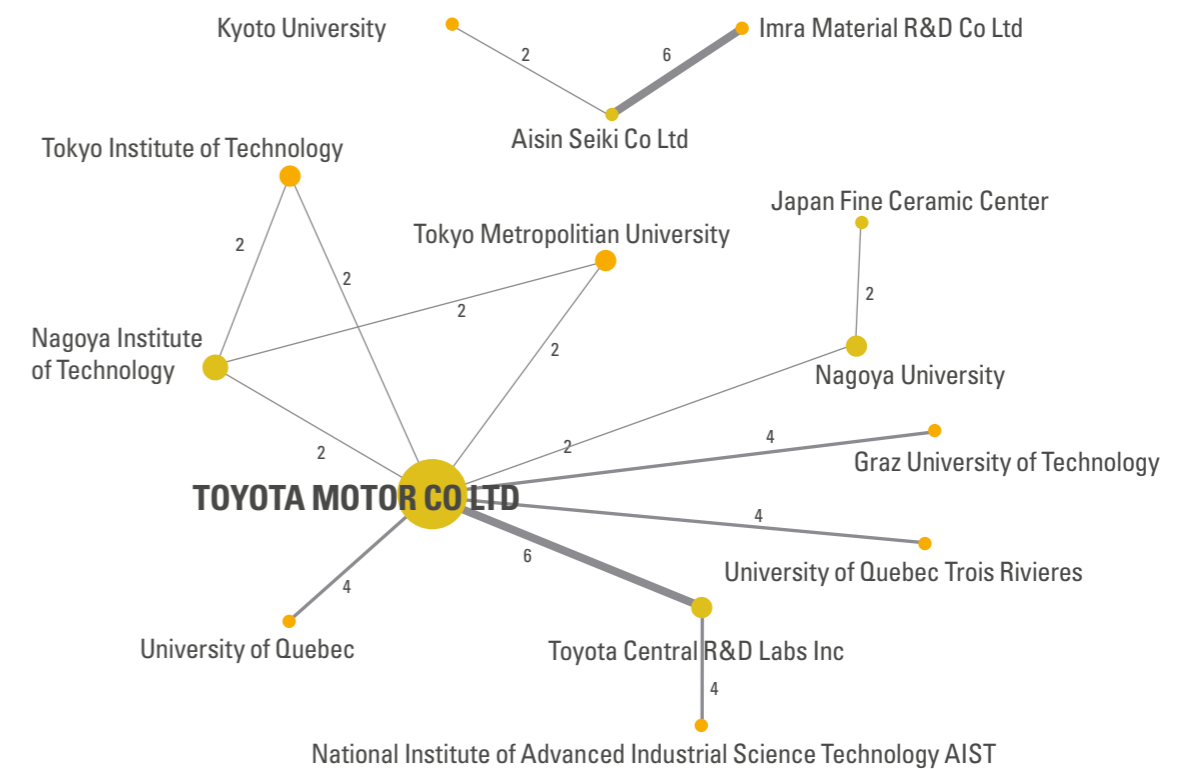 Kyoto University
Imra Material R&D Co Ltd
2
6
Aisin Seiki Co Ltd
Tokyo Institute of Technology
Japan Fine Ceramic Center
Tokyo Metropolitian University
2
2
2
2
Nagoya Institute
of Technology
2
Nagoya University
2
2
4
Graz University of Technology
TOYOTA MOTOR CO LTD
4
6
University of Quebec Trois Rivieres
4
University of Quebec
Toyota Central R&D Labs Inc
4
National Institute of Advanced Industrial Science Technology AIST